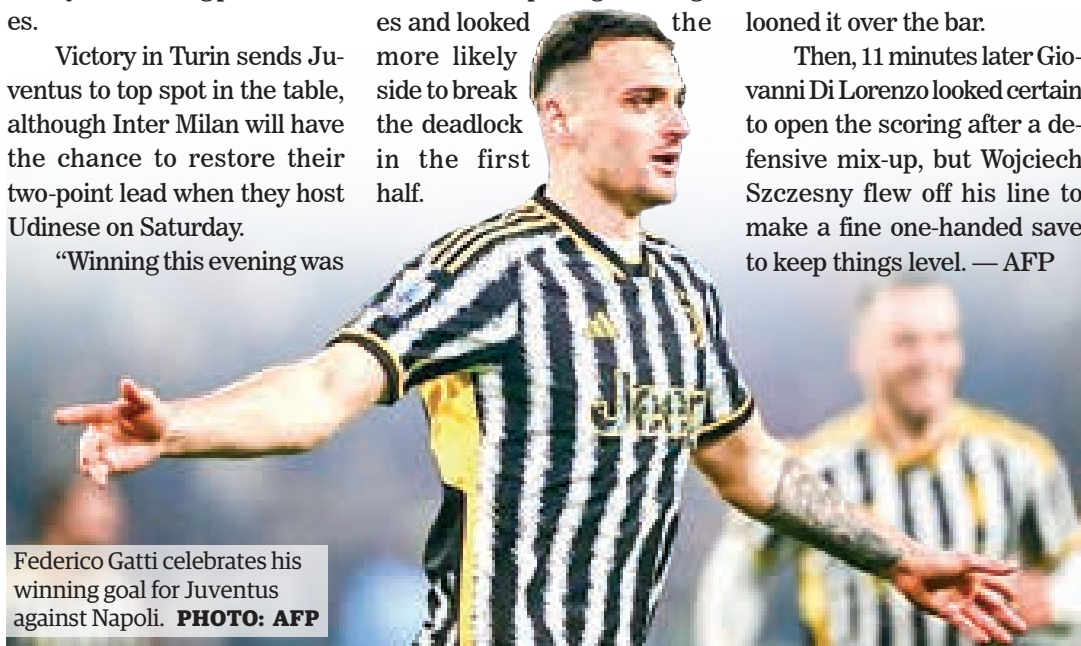 es.
Victory in Turin sends Ju-
ventus to top spot in the table,
although Inter Milan will have
the chance to restore their
two-point lead when they host
Udinese on Saturday.
“Winning this evening was
es and looked the
more likely
side to break
the deadlock
in the first
half.
looned it over the bar.
Then, 11 minutes later Gio-
vanni Di Lorenzo looked certain
to open the scoring after a de-
fensive mix-up, but Wojciech
Szczesny flew off his line to
make a fine one-handed save
to keep things level. — AFP
Jeep
Federico Gatti celebrates his
winning goal for Juventus
against Napoli. PHOTO: AFP